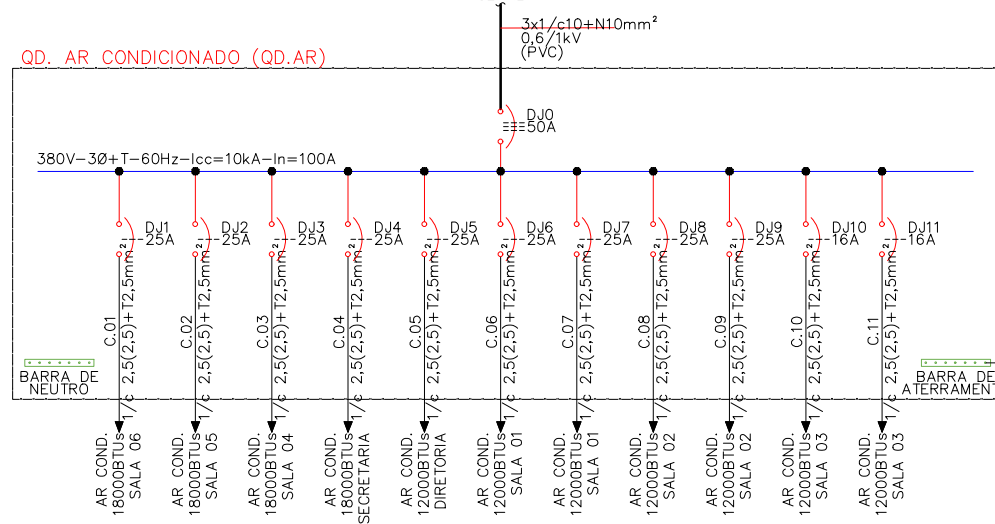 3x1/c10+N10mm²
0,6/1kV
(PVC)
QD. AR CONDICIONADO (QD.AR)
DJ0
50A
380V-3Ø+T-60Hz-Icc=10kA-In=100A
DJ1
25A
DJ2
25A
DJ3
25A
DJ4
25A
DJ5
25A
DJ6
25A
DJ7
25A
DJ8
25A
DJ9
25A
DJ10
16A
DJ11
16A
C.01
1/c 2,5(2,5)+T2,5mm²
C.02
1/c 2,5(2,5)+T2,5mm²
C.03
1/c 2,5(2,5)+T2,5mm²
C.04
1/c 2,5(2,5)+T2,5mm²
C.05
1/c 2,5(2,5)+T2,5mm²
C.06
1/c 2,5(2,5)+T2,5mm²
C.07
1/c 2,5(2,5)+T2,5mm²
C.08
1/c 2,5(2,5)+T2,5mm²
C.09
1/c 2,5(2,5)+T2,5mm²
C.10
1/c 2,5(2,5)+T2,5mm²
C.11
1/c 2,5(2,5)+T2,5mm²
BARRA DE
NEUTRO
BARRA DE
ATERRAMEN
AR COND.
18000BTUs
SALA 06
AR COND.
18000BTUs
SALA 05
AR COND.
18000BTUs
SALA 04
AR COND.
18000BTUs
SECRETARIA
AR COND.
12000BTUs
DIRETORIA
AR COND.
12000BTUs
SALA 01
AR COND.
12000BTUs
SALA 01
AR COND.
12000BTUs
SALA 02
AR COND.
12000BTUs
SALA 02
AR COND.
12000BTUs
SALA 03
AR COND.
12000BTUs
SALA 03